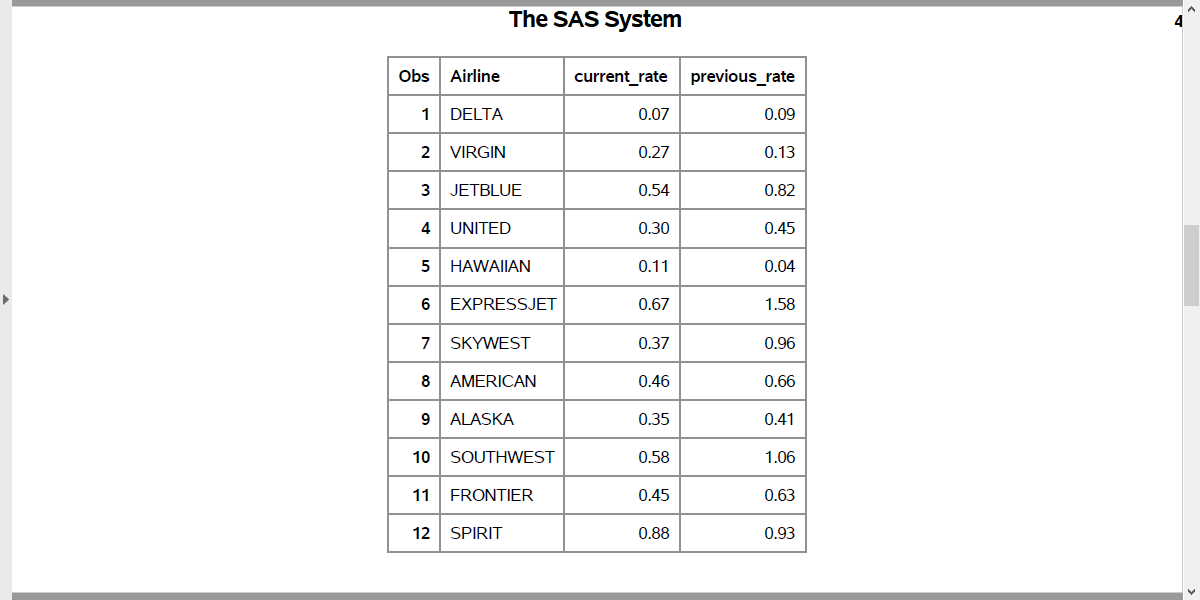 The SAS System
4
Obs Airline current_rate previous_rate
1 DELTA 0.07 0.09
2 VIRGIN 0.27 0.13
3 JETBLUE 0.54 0.82
4 UNITED 0.30 0.45
5 HAWAIIAN 0.11 0.04
6 EXPRESSJET 0.67 1.58
7 SKYWEST 0.37 0.96
8 AMERICAN 0.46 0.66
9 ALASKA 0.35 0.41
10 SOUTHWEST 0.58 1.06
11 FRONTIER 0.45 0.63
12 SPIRIT 0.88 0.93